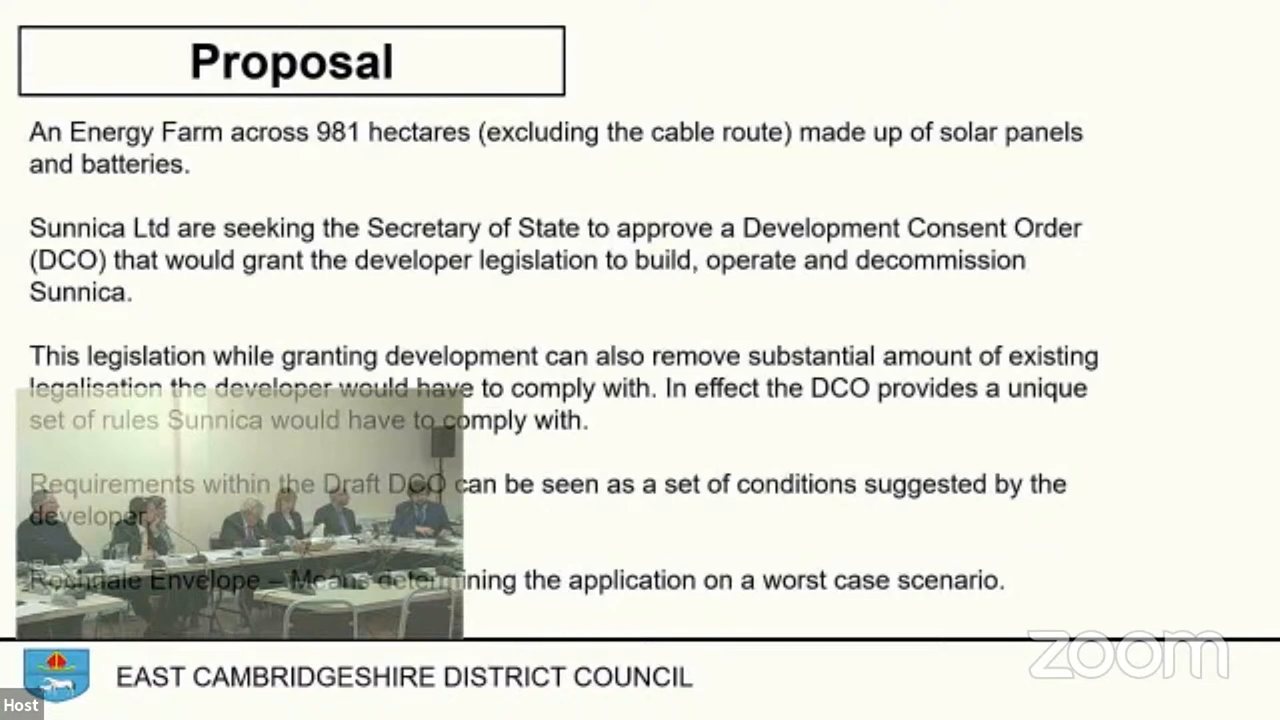 Proposal
An Energy Farm across 981 hectares (excluding the cable route) made up of solar panels
and batteries.
Sunnica Ltd are seeking the Secretary of State to approve a Development Consent Order
(DCO) that would grant the developer legislation to build, operate and decommission
Sunnica.
This legislation while granting development can also remove substantial amount of existing
legalisation the developer would have to comply with. In effect the DCO provides a unique
set of rules Sunnica would have to comply with.
Requirements within the Draft DCO can be seen as a set of conditions suggested by the
developer
Rochdale Envelope – Means determining the application on a worst case scenario.
zoom
EAST CAMBRIDGESHIRE DISTRICT COUNCIL
Host